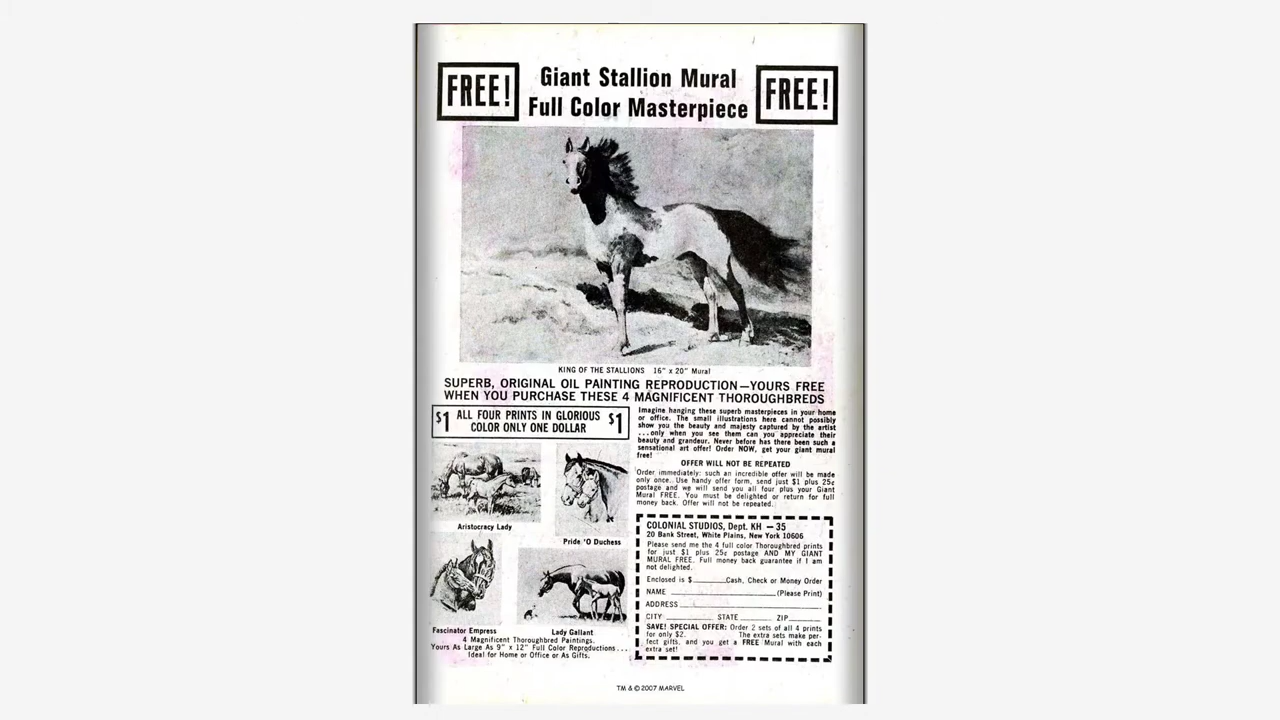 FREE!
Giant Stallion Mural
Full Color Masterpiece
FREE!
KING OF THE STALLIONS 16" x 20" Mural
SUPERB, ORIGINAL OIL PAINTING REPRODUCTION—YOURS FREE
WHEN YOU PURCHASE THESE 4 MAGNIFICENT THOROUGHBREDS
$1 ALL FOUR PRINTS IN GLORIOUS $1
COLOR ONLY ONE DOLLAR
Aristocracy Lady
Pride 'O Duchess
Fascinator Empress
Lady Gallant
4 Magnificent Thoroughbred Paintings.
Yours As Large As 9" x 12" Full Color Reproductions...
Ideal for Home or Office or As Gifts.
Imagine hanging these superb masterpieces in your home
or office. The small illustrations here cannot possibly
show you the beauty and majesty captured by the artist
...only when you see them can you appreciate their
beauty and grandeur. Never before has there been such a
sensational art offer! Order NOW, get your giant mural
free!
OFFER WILL NOT BE REPEATED
Order immediately: such an incredible offer will be made
only once. Use handy offer form, send just $1 plus 25¢
postage and we will send you all four plus your Giant
Mural FREE. You must be delighted or return for full
money back. Offer will not be repeated.
COLONIAL STUDIOS, Dept. KH — 35
20 Bank Street, White Plains, New York 10606
Please send me the 4 full color Thoroughbred prints
for just $1 plus 25¢ postage AND MY GIANT
MURAL FREE. Full money back guarantee if I am
not delighted.
Enclosed is $______Cash, Check or Money Order
NAME ______(Please Print)
ADDRESS ______
CITY ______ STATE ______ ZIP______
SAVE! SPECIAL OFFER: Order 2 sets of all 4 prints
for only $2. The extra sets make per-
fect gifts, and you get a FREE Mural with each
extra set!
TM & © 2007 MARVEL